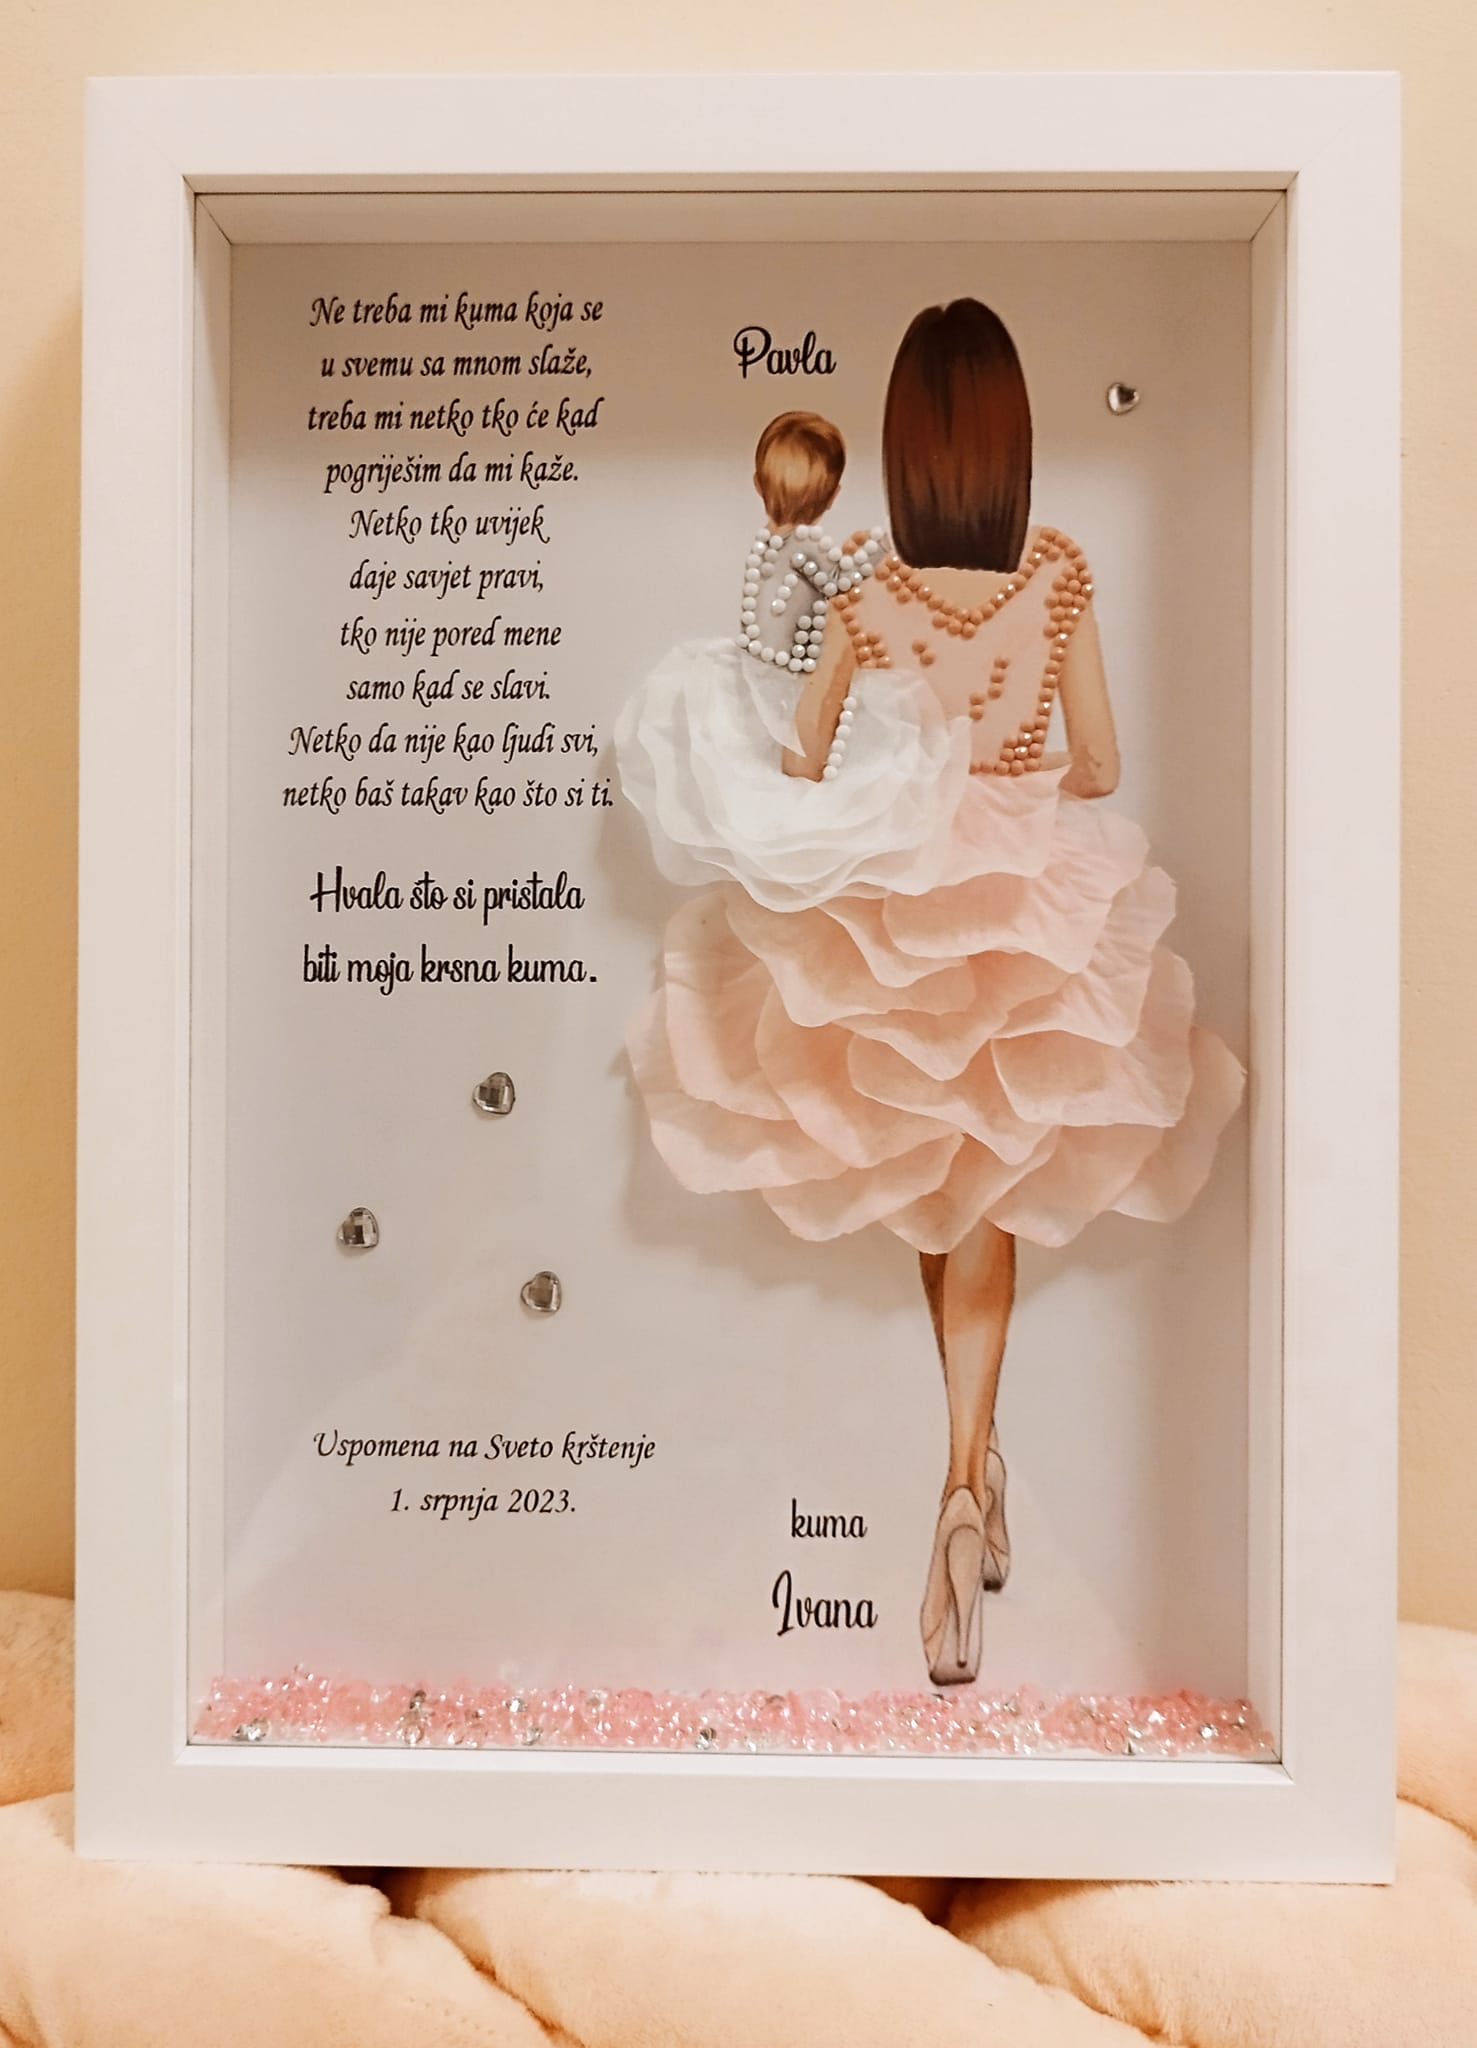 Ne treba mi kuma koja se
u svemu sa mnom slaže,
treba mi netko tko će kad
pogriješim da mi kaže.
Netko tko uvijek
daje savjet pravi,
tko nije pored mene
samo kad se slavi.
Netko da nije kao ljudi svi,
netko baš takav kao što si ti.
Hvala što si pristala
biti moja krsna kuma.
Pavla
Uspomena na Sveto krštenje
1. srpnja 2023.
kuma
Ivana